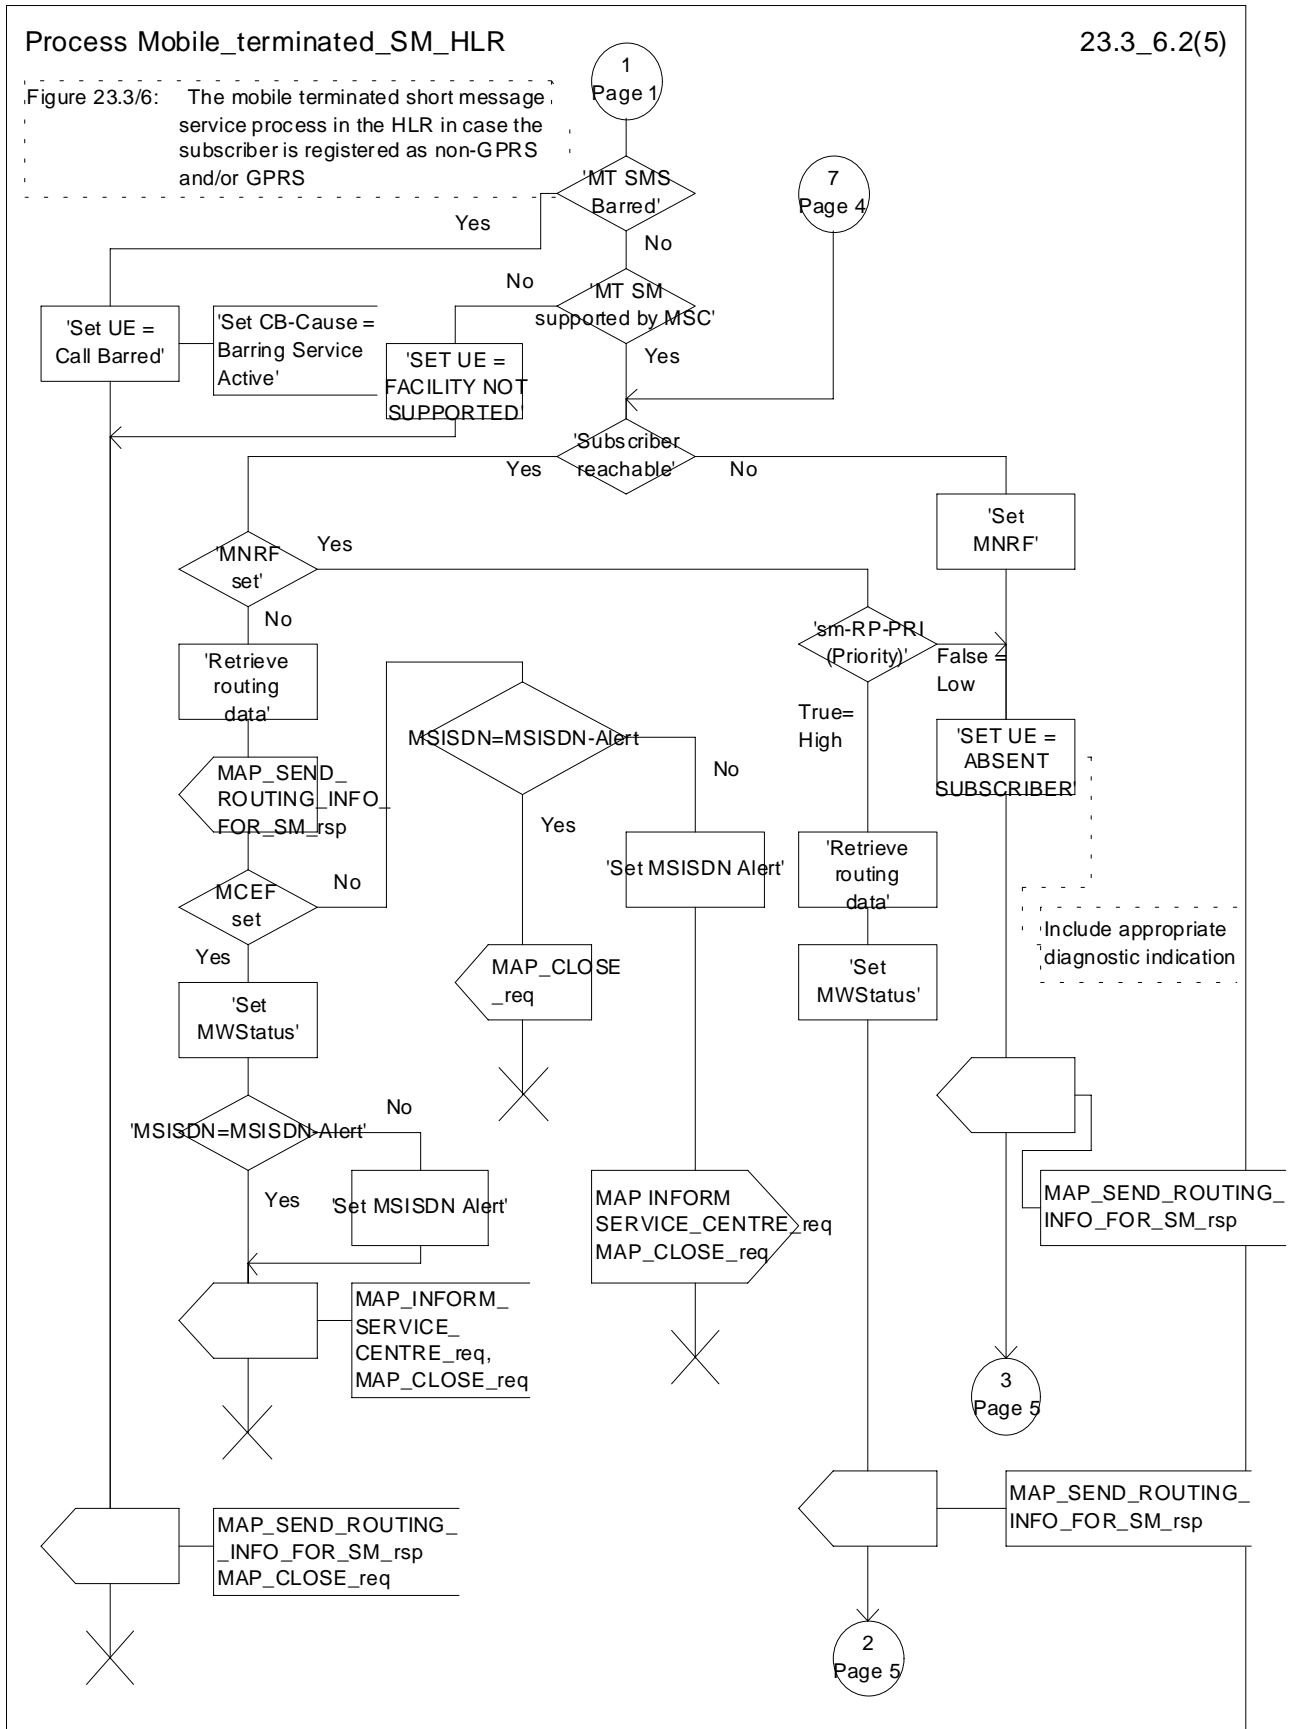 Process Mobile_terminated_SM_HLR
23.3_6.2(5)
1
Page 1
Figure 23.3/6: The mobile terminated short message
service process in the HLR in case the
subscriber is registered as non-GPRS
and/or GPRS
'MT SMS
Barred'
7
Page 4
Yes
No
No
'MT SM
supported by MSC'
'Set UE =
Call Barred'
'Set CB-Cause =
Barring Service
Active'
'SET UE =
FACILITY NOT
SUPPORTED'
Yes
'Subscriber
reachable'
Yes
No
'Set
MNRF'
'MNRF
set'
Yes
No
'sm-RP-PRI
(Priority)'
False =
Low
'Retrieve
routing
data'
True=
High
MSISDN=MSISDN-Alert
'SET UE =
ABSENT
SUBSCRIBER'
No
MAP_SEND_
ROUTING_INFO_
FOR_SM_rsp
Yes
'Set MSISDN Alert'
'Retrieve
routing
data'
MCEF
set
No
Include appropriate
diagnostic indication
Yes
MAP_CLOSE
_req
'Set
MWStatus'
'Set
MWStatus'
No
'MSISDN=MSISDN-Alert'
Yes
'Set MSISDN Alert'
MAP INFORM
SERVICE_CENTRE_req
MAP_CLOSE_req
MAP_SEND_ROUTING_
INFO_FOR_SM_rsp
MAP_INFORM_
SERVICE_
CENTRE_req,
MAP_CLOSE_req
3
Page 5
MAP_SEND_ROUTING_
INFO_FOR_SM_rsp
MAP_SEND_ROUTING_
_INFO_FOR_SM_rsp
MAP_CLOSE_req
2
Page 5